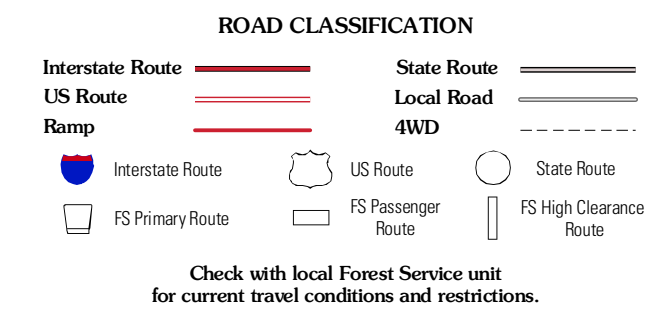 ROAD CLASSIFICATION
Interstate Route
State Route
US Route
Local Road
Ramp
4WD
Interstate Route
US Route
State Route
FS Primary Route
FS Passenger
Route
FS High Clearance
Route
Check with local Forest Service unit
for current travel conditions and restrictions.